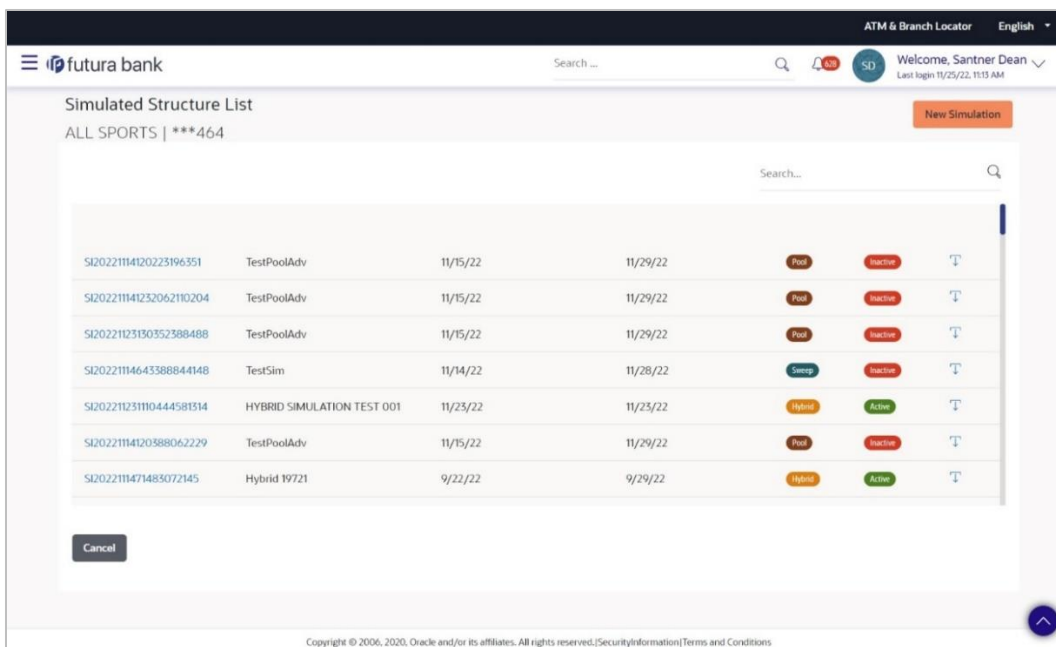 ATM & Branch Locator English
futura bank Search ... 628 SD Welcome, Santner Dean
Last login 11/25/22, 11:13 AM
Simulated Structure List
New Simulation
ALL SPORTS | ***464
Search...
SI20221114120223196351 TestPoolAdv 11/15/22 11/29/22 Pool Inactive
SI202211141232062110204 TestPoolAdv 11/15/22 11/29/22 Pool Inactive
SI20221123130352388488 TestPoolAdv 11/15/22 11/29/22 Pool Inactive
SI20221114643388844148 TestSim 11/14/22 11/28/22 Sweep Inactive
SI202211231110444581314 HYBRID SIMULATION TEST 001 11/23/22 11/23/22 Hybrid Active
SI20221114120388062229 TestPoolAdv 11/15/22 11/29/22 Pool Inactive
SI2022111471483072145 Hybrid 19721 9/22/22 9/29/22 Hybrid Active
Cancel
Copyright © 2006, 2020, Oracle and/or its affiliates. All rights reserved.|SecurityInformation|Terms and Conditions